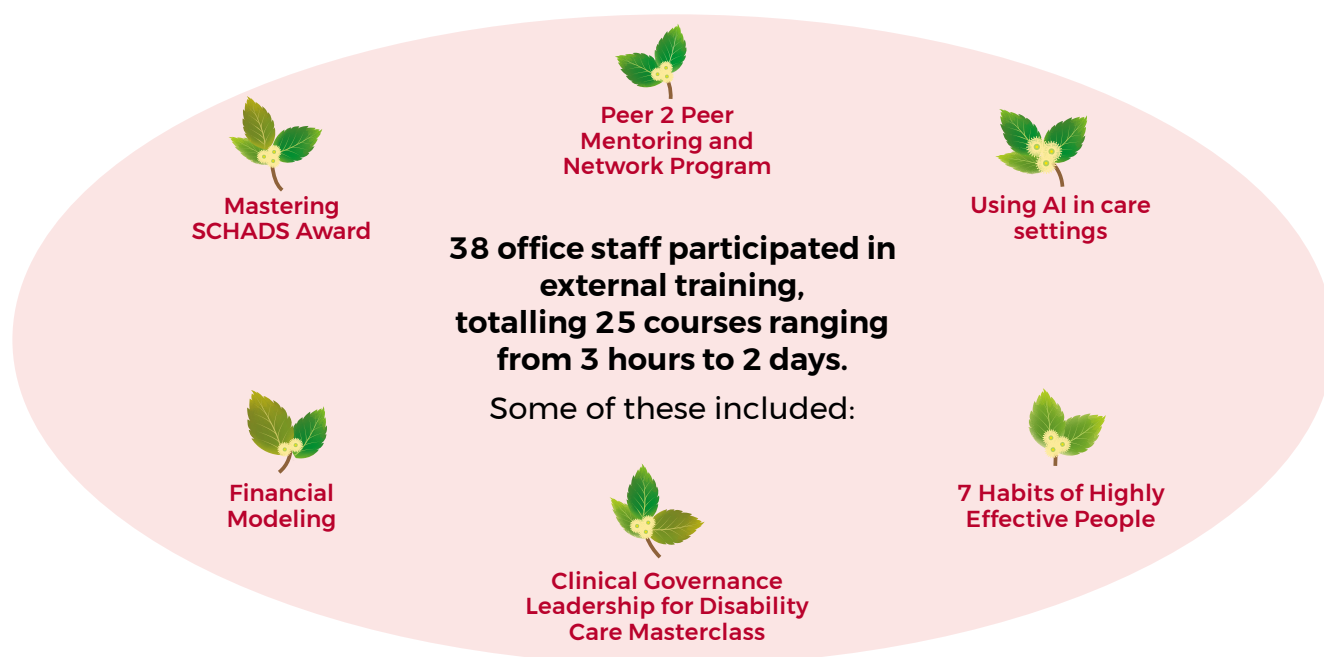 Peer 2 Peer
Mentoring and
Network Program
Mastering
SCHADS Award
Using AI in care
settings
38 office staff participated in
external training,
totalling 25 courses ranging
from 3 hours to 2 days.
Some of these included:
Financial
Modeling
7 Habits of Highly
Effective People
Clinical Governance
Leadership for Disability
Care Masterclass